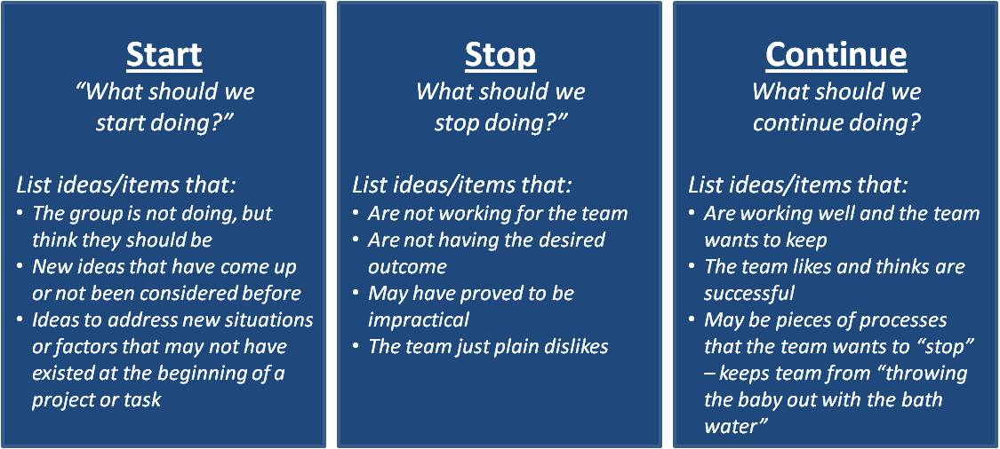 Start
“What should we
start doing?”
List ideas/items that:
• The group is not doing, but
think they should be
• New ideas that have come up
or not been considered before
• Ideas to address new situations
or factors that may not have
existed at the beginning of a
project or task
Stop
What should we
stop doing?”
List ideas/items that:
• Are not working for the team
• Are not having the desired
outcome
• May have proved to be
impractical
• The team just plain dislikes
Continue
What should we
continue doing?
List ideas/items that:
• Are working well and the team
wants to keep
• The team likes and thinks are
successful
• May be pieces of processes
that the team wants to “stop”
– keeps team from “throwing
the baby out with the bath
water”